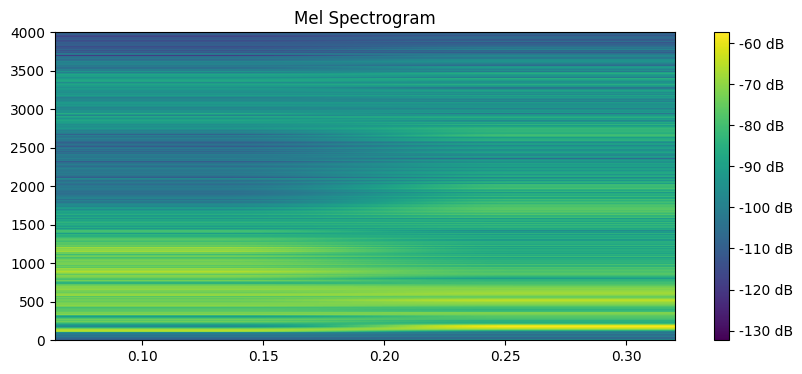 Mel Spectrogram
4000
3500
3000
2500
2000
1500
1000
500
0
0.10 0.15 0.20 0.25 0.30
-60 dB
-70 dB
-80 dB
-90 dB
-100 dB
-110 dB
-120 dB
-130 dB